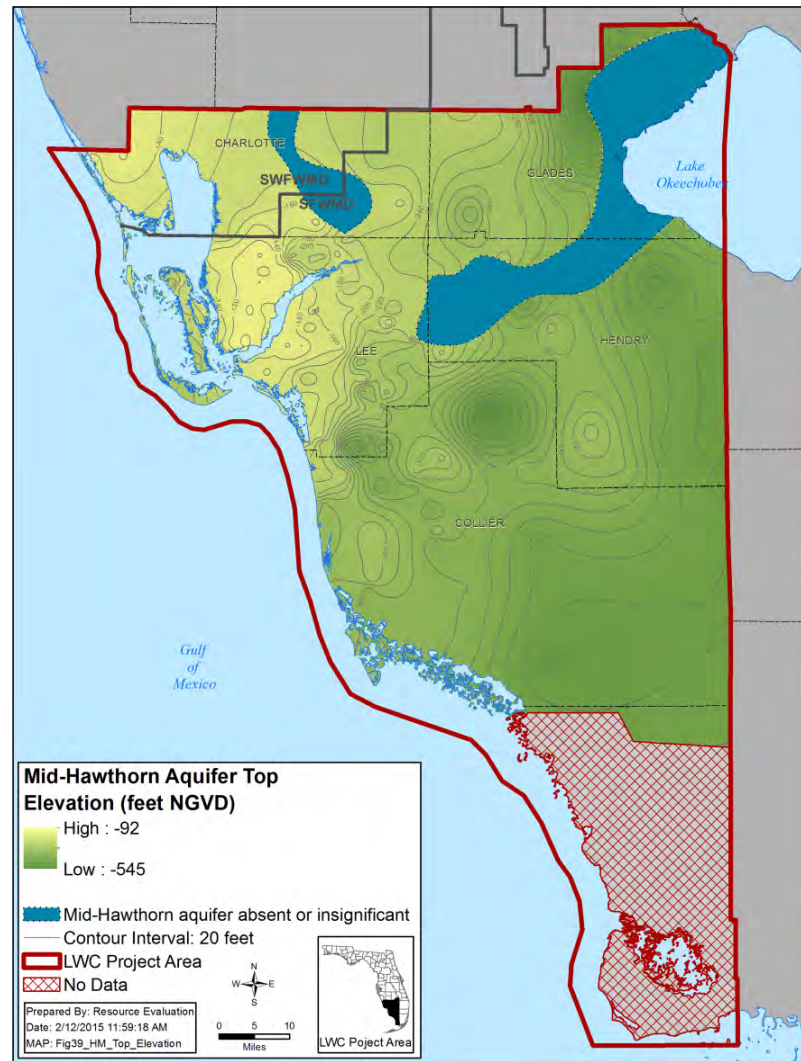 CHARLOTTE
GLADES
SWFWMD
SFWMD
Lake
Okeechobee
HENDRY
LEE
COLLIER
Gulf
of
Mexico
Mid-Hawthorn Aquifer Top
Elevation (feet NGVD)
High : -92
Low : -545
Mid-Hawthorn aquifer absent or insignificant
Contour Interval: 20 feet
LWC Project Area
No Data
Prepared By: Resource Evaluation
Date: 2/12/2015 11:59:18 AM
MAP: Fig39_HM_Top_Elevation
N
W E
S
0 5 10
Miles
LWC Poject Area